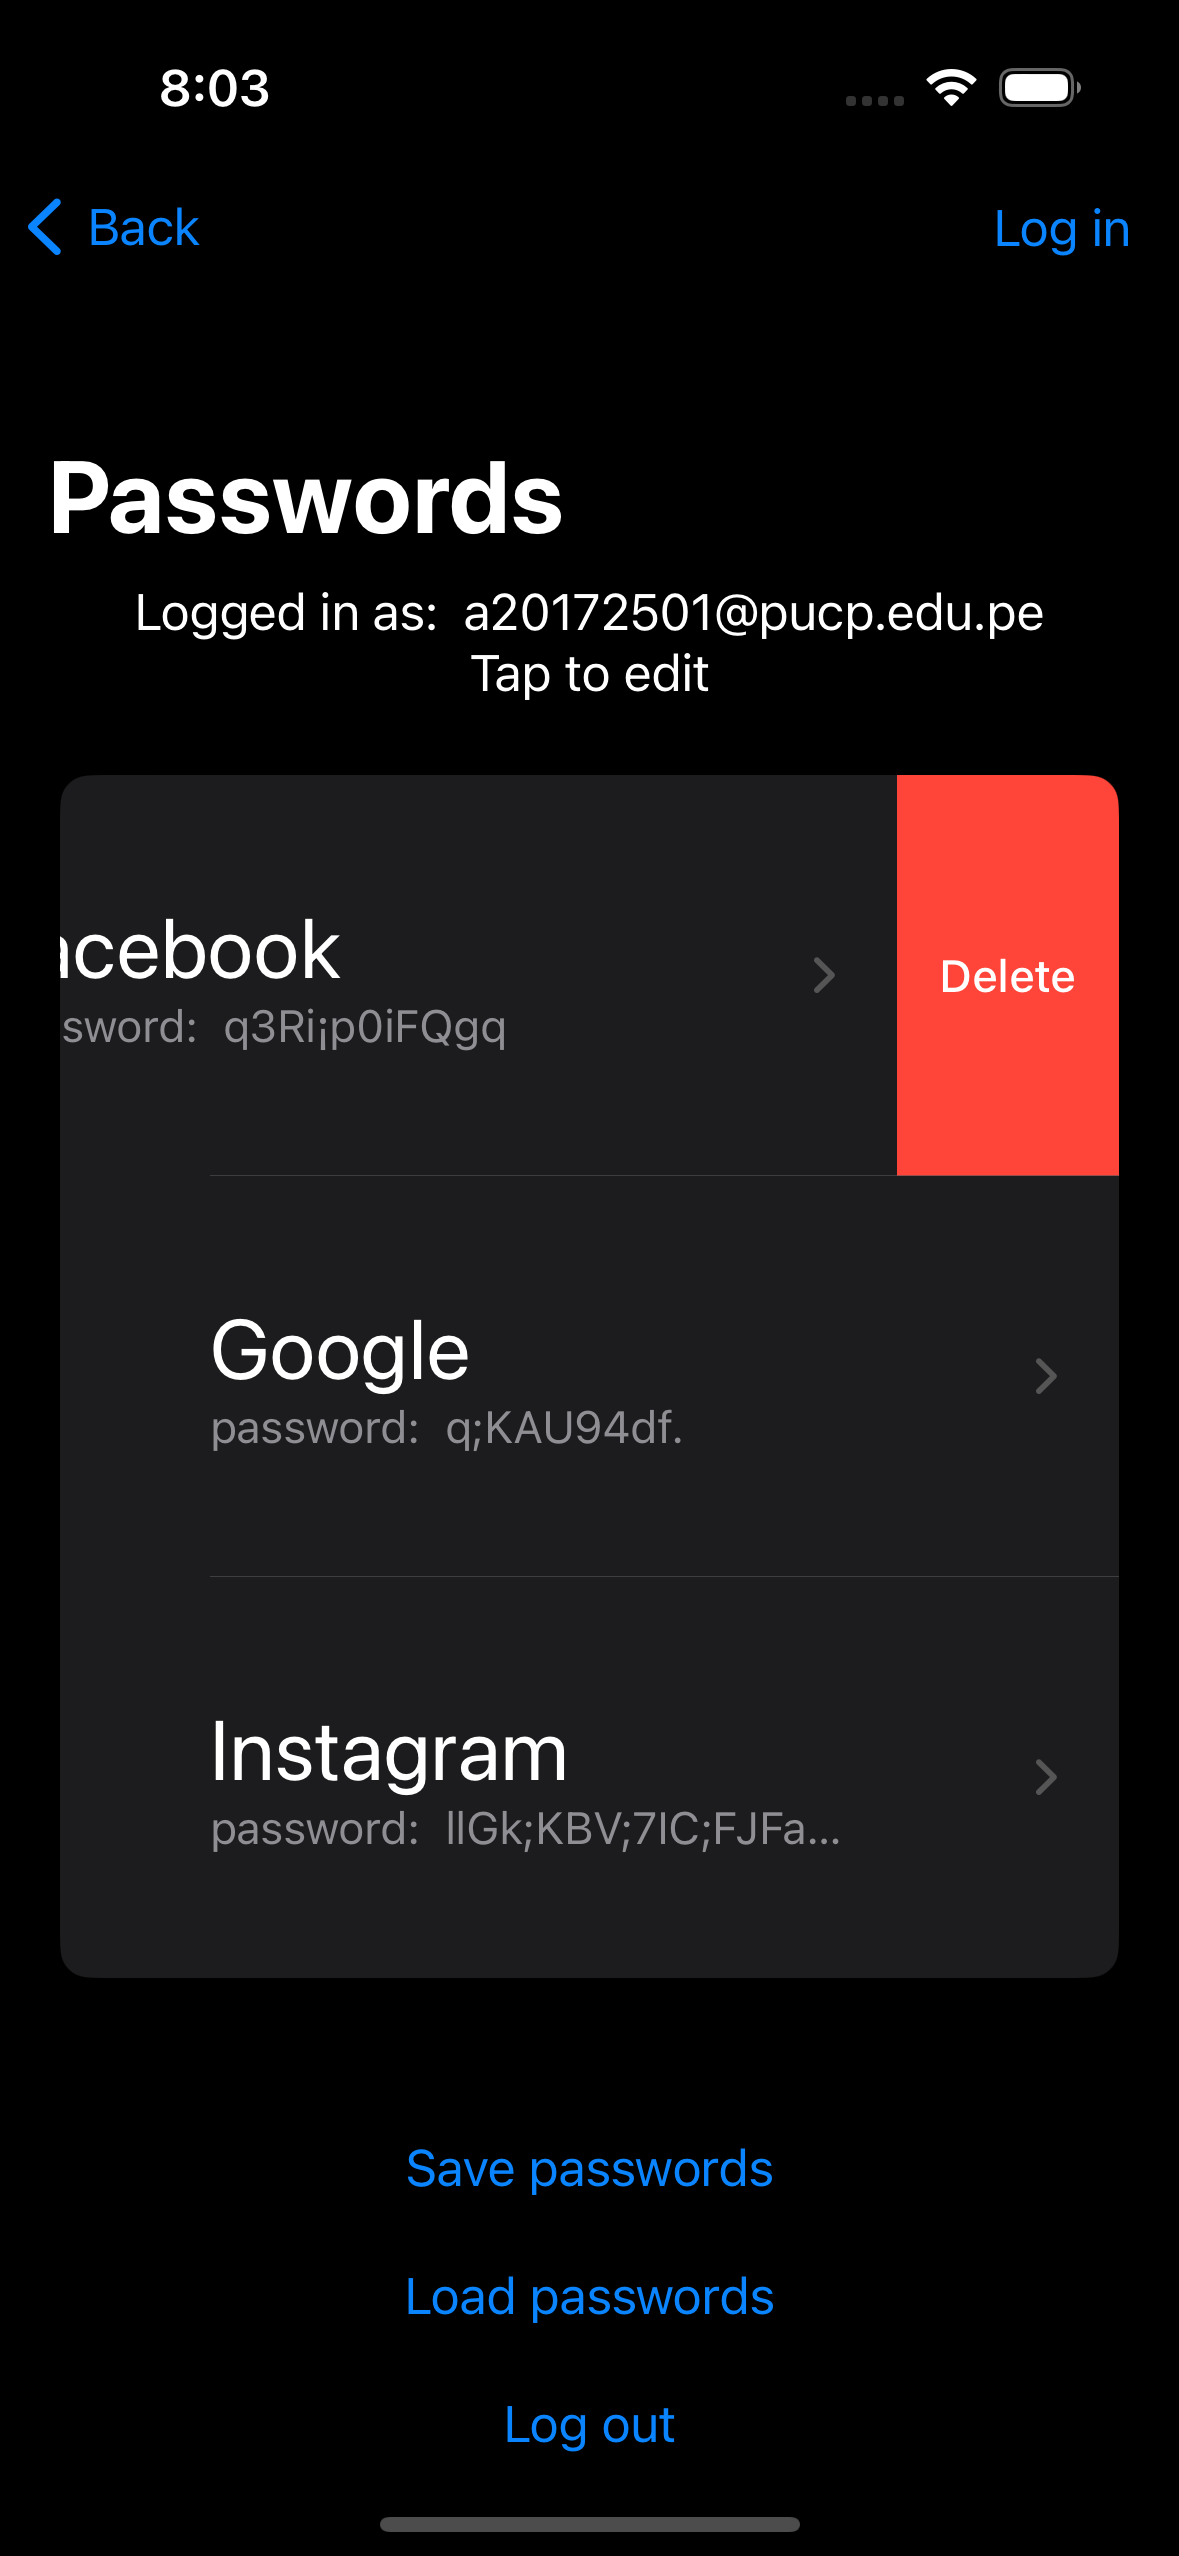 8:03
Back
Log in
Passwords
Logged in as: a20172501@pucp.edu.pe
Tap to edit
acebook
sword: q3Ri¡p0iFQgq
Delete
Google
password: q;KAU94df.
Instagram
password: llGk;KBV;7IC;FJFa...
Save passwords
Load passwords
Log out